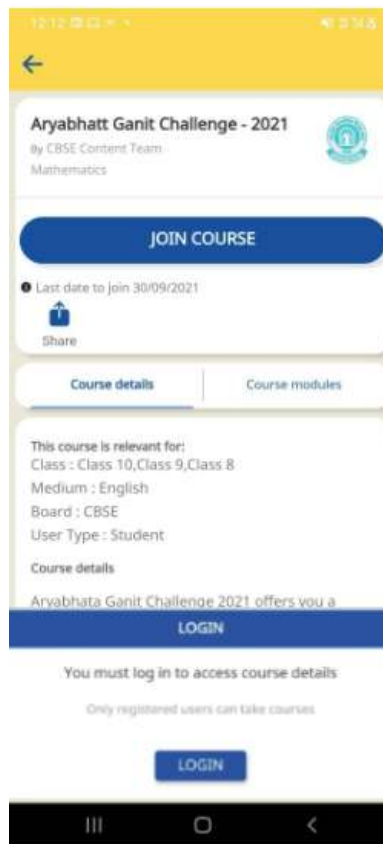 12:12
Aryabhatt Ganit Challenge - 2021
By CBSE Content Team
Mathematics
JOIN COURSE
Last date to join 30/09/2021
Share
Course details
Course modules
This course is relevant for:
Class : Class 10,Class 9,Class 8
Medium : English
Board : CBSE
User Type : Student
Course details
Aryabhata Ganit Challenge 2021 offers you a
LOGIN
You must log in to access course details
Only registered users can take courses
LOGIN